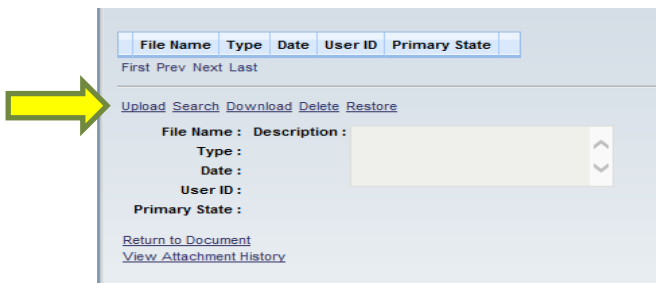 File Name Type Date User ID Primary State
First Prev Next Last
Upload Search Download Delete Restore
File Name : Description :
Type :
Date :
User ID :
Primary State :
Return to Document
View Attachment History